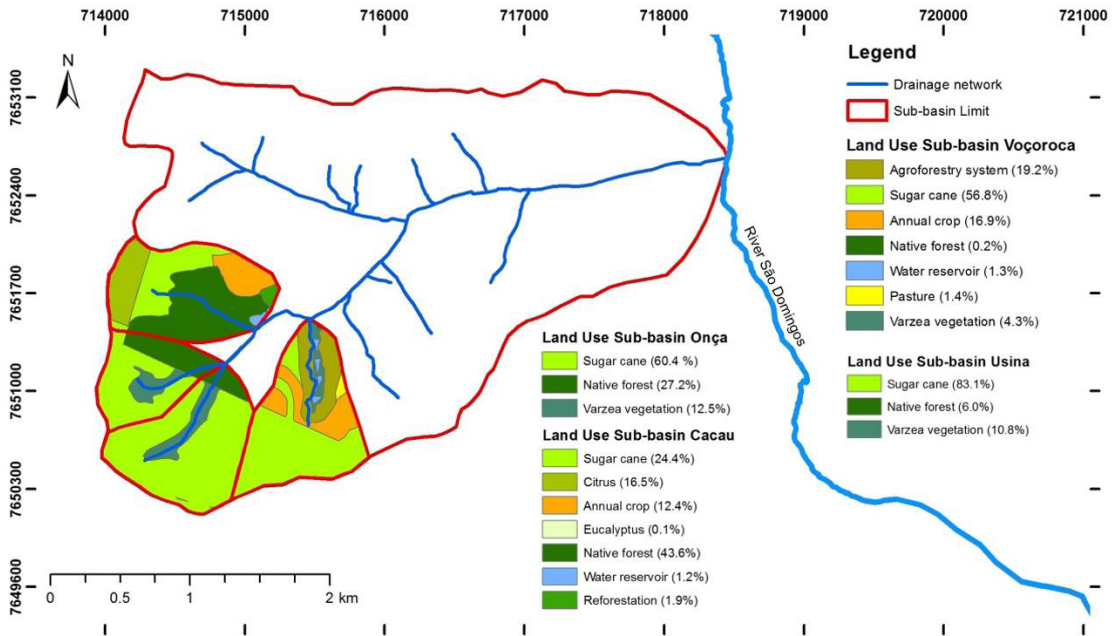 714000 715000 716000 717000 718000 719000 720000 721000
N
7653100
7652400
7651700
7651000
7650300
7649600
River São Domingos
Legend
Drainage network
Sub-basin Limit
Land Use Sub-basin Voçoroca
Agroforestry system (19.2%)
Sugar cane (56.8%)
Annual crop (16.9%)
Native forest (0.2%)
Water reservoir (1.3%)
Pasture (1.4%)
Varzea vegetation (4.3%)
Land Use Sub-basin Onça
Sugar cane (60.4 %)
Native forest (27.2%)
Varzea vegetation (12.5%)
Land Use Sub-basin Cacau
Sugar cane (24.4%)
Citrus (16.5%)
Annual crop (12.4%)
Eucalyptus (0.1%)
Native forest (43.6%)
Water reservoir (1.2%)
Reforestation (1.9%)
Land Use Sub-basin Usina
Sugar cane (83.1%)
Native forest (6.0%)
Varzea vegetation (10.8%)
0 0.5 1 2 km